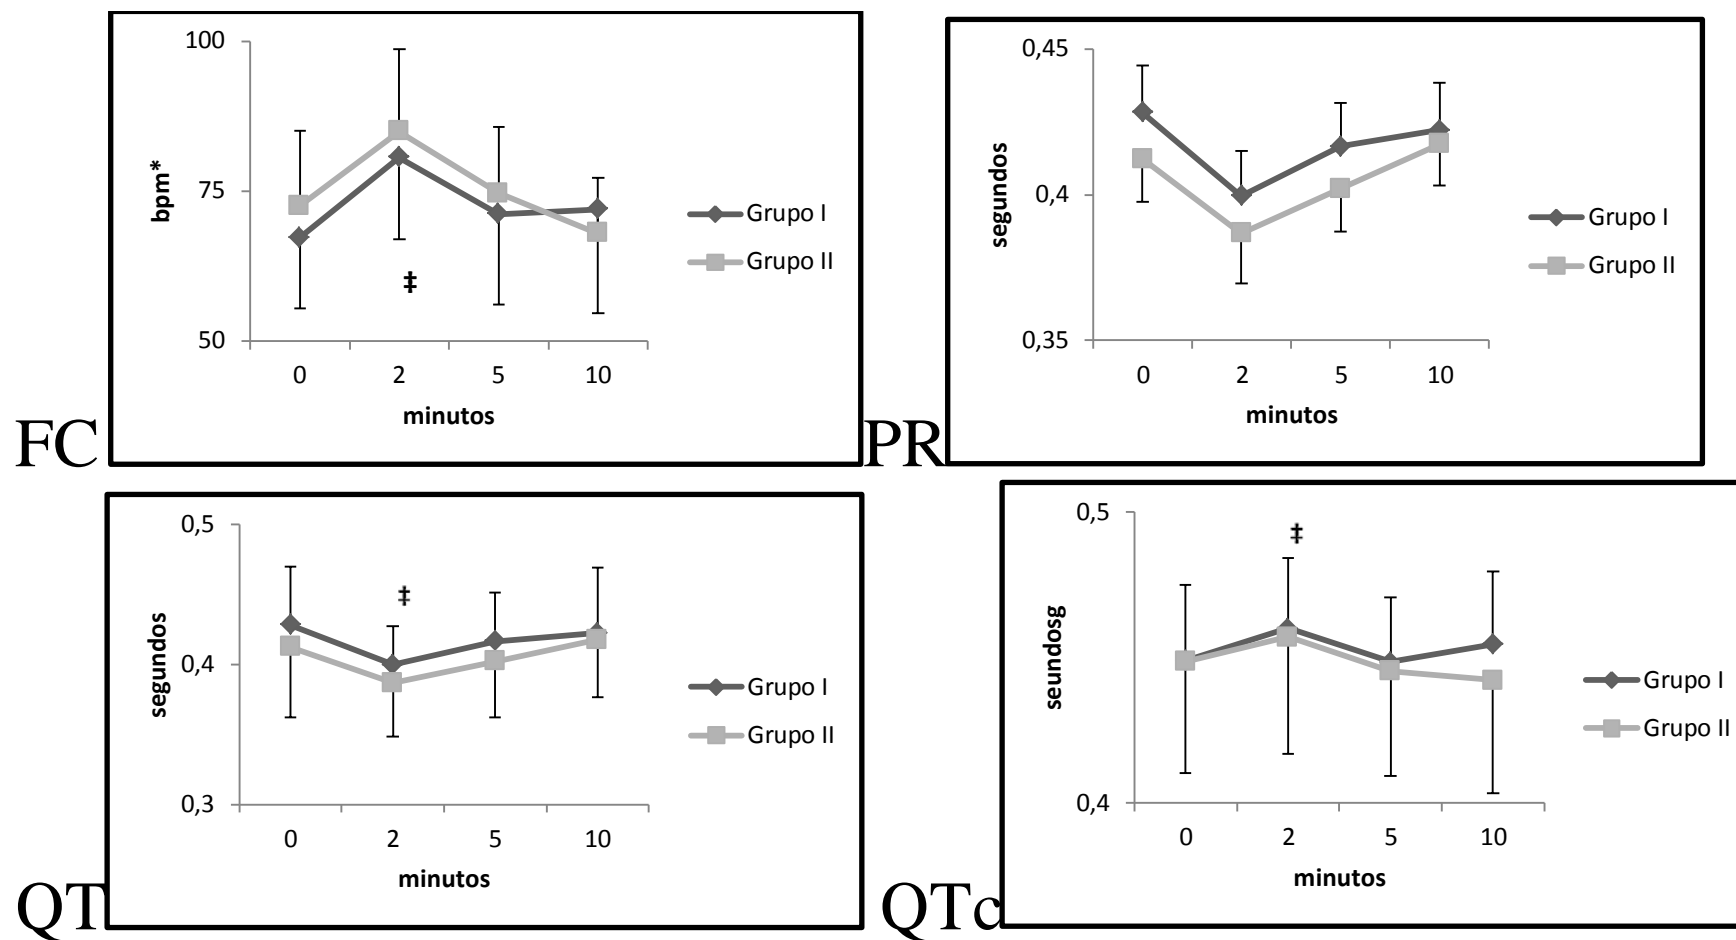 100
75
50
bpm*
‡
0 2 5 10
minutos
Grupo I
Grupo II
FC
0,45
0,4
0,35
segundos
0 2 5 10
minutos
Grupo I
Grupo II
PR
0,5
0,4
0,3
segundos
‡
0 2 5 10
minutos
Grupo I
Grupo II
QT
0,5
0,4
seundosg
‡
0 2 5 10
minutos
Grupo I
Grupo II
QTc